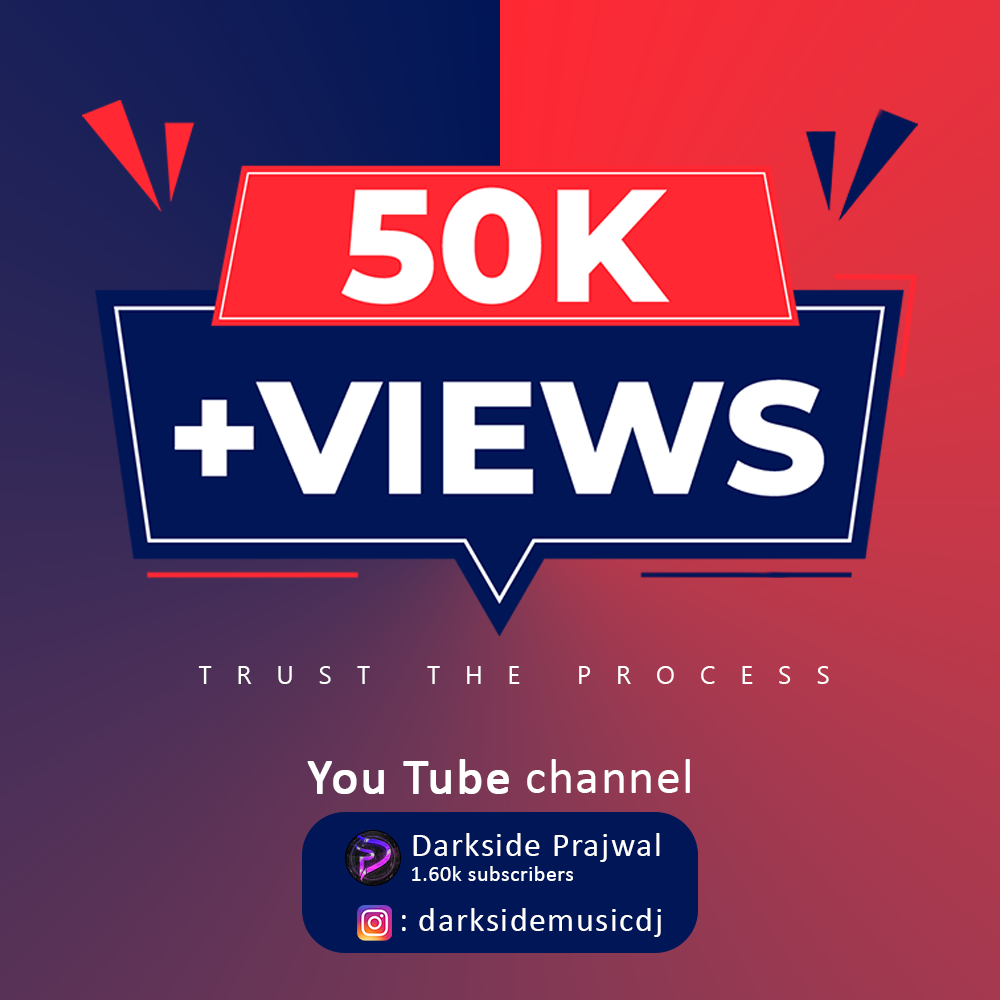 50K
+VIEWS
TRUST THE PROCESS
You Tube channel
Darkside Prajwal
1.60k subscribers
: darksidemusicdj